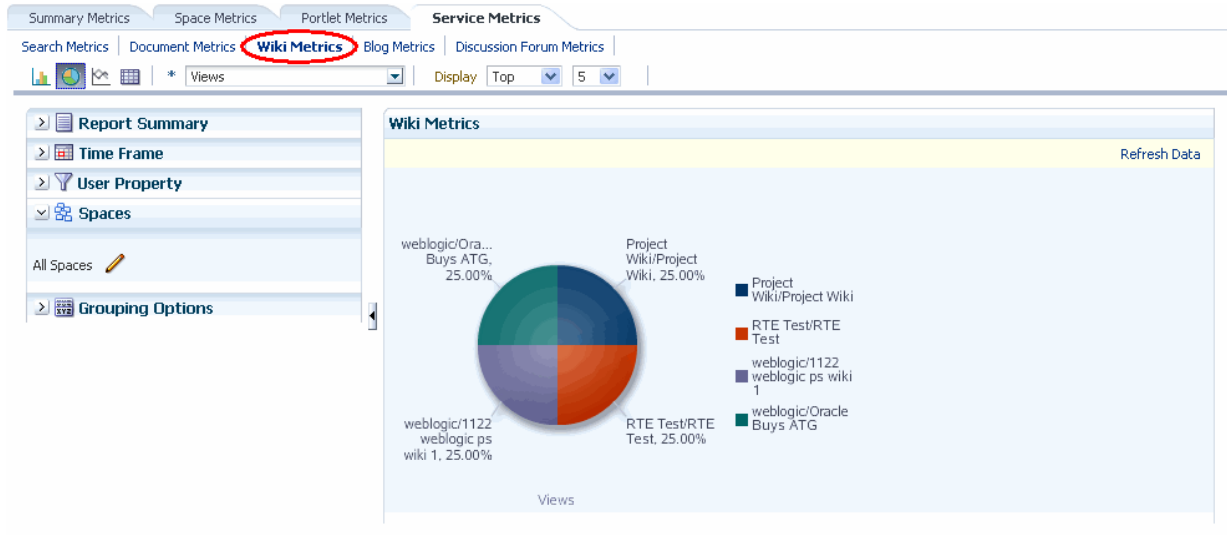 Summary Metrics Space Metrics Portlet Metrics Service Metrics
Search Metrics Document Metrics Wiki Metrics Blog Metrics Discussion Forum Metrics
* Views Display Top 5
Report Summary
Time Frame
User Property
Spaces
All Spaces
Grouping Options
Wiki Metrics
Refresh Data
weblogic/Ora...
Buys ATG,
25.00%
Project
Wiki/Project
Wiki, 25.00%
weblogic/1122
weblogic ps
wiki 1, 25.00%
RTE Test/RTE
Test, 25.00%
Views
Project
Wiki/Project Wiki
RTE Test/RTE
Test
weblogic/1122
weblogic ps wiki
1
weblogic/Oracle
Buys ATG